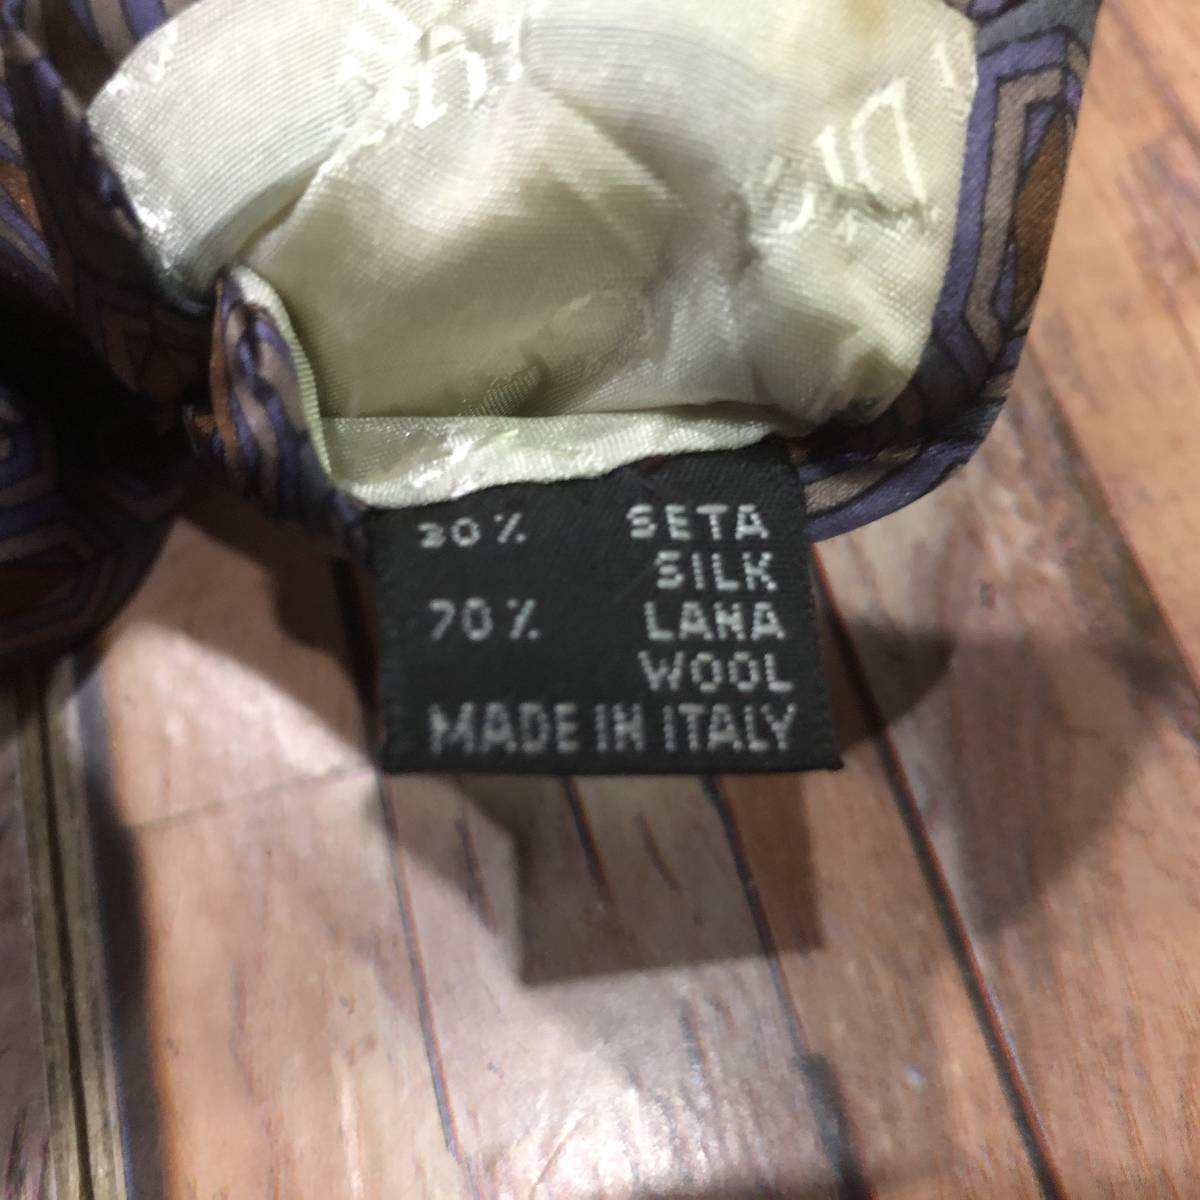 30% SETA
SILK
70% LANA
WOOL
MADE IN ITALY